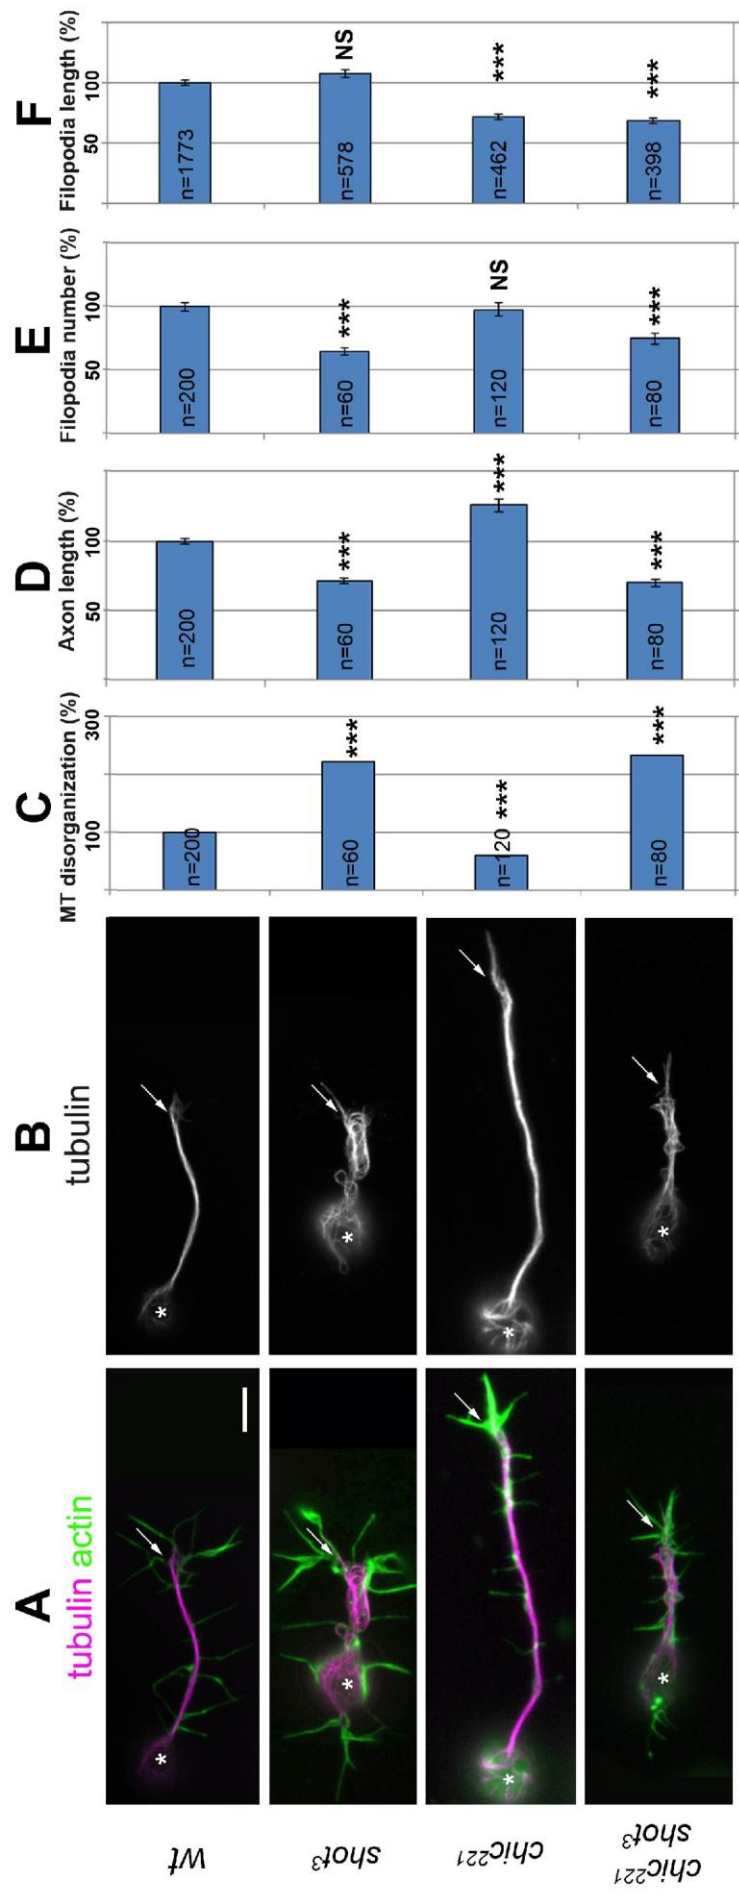 A
tubulin actin
B
tubulin
C
MT disorganization (%)
100
300
D
Axon length (%)
50
100
E
Filopodia number (%)
50
100
F
Filopodia length (%)
50
100
Wt
*
*
n=200
n=200
n=200
n=1773
shot³
*
*
n=60
***
n=60
***
n=60
***
n=578
NS
chic²²¹
*
*
n=120
***
n=120
***
n=120
NS
n=462
***
chic²²¹
shot³
*
*
n=80
***
n=80
***
n=80
***
n=398
***